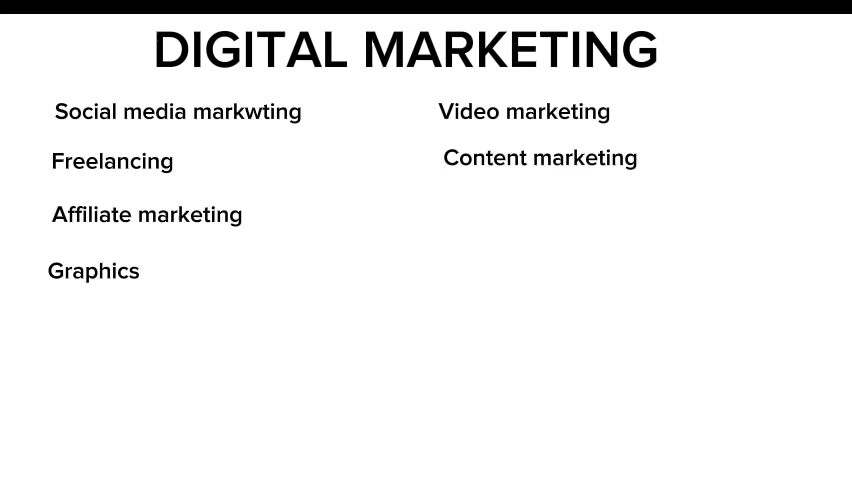 DIGITAL MARKETING
Social media markwting
Freelancing
Affiliate marketing
Graphics
Video marketing
Content marketing